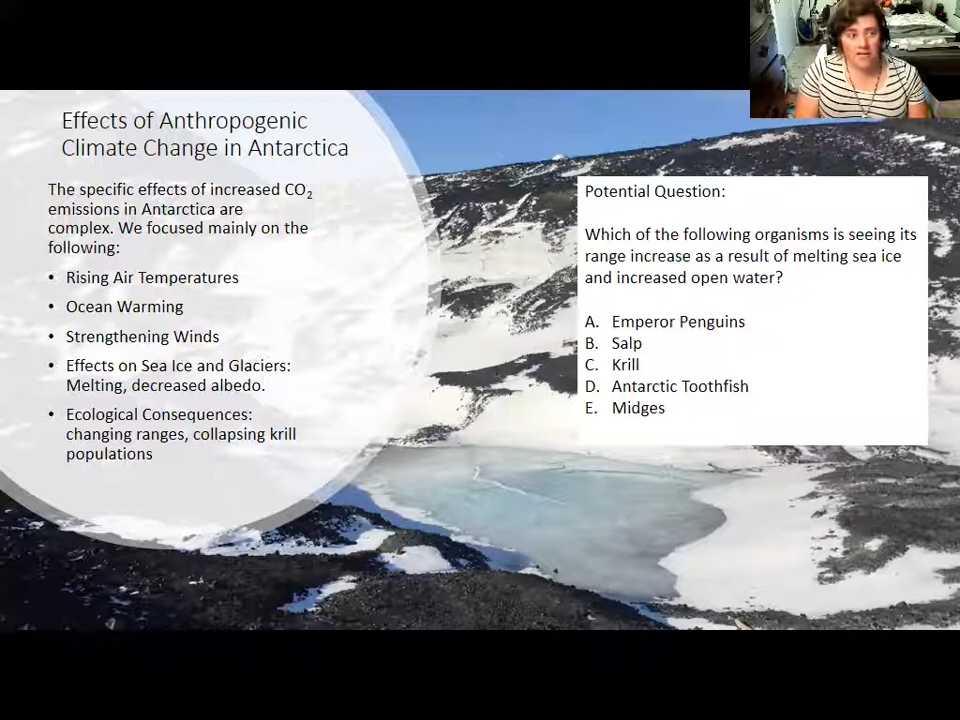 Effects of Anthropogenic
Climate Change in Antarctica
The specific effects of increased CO₂
emissions in Antarctica are
complex. We focused mainly on the
following:
• Rising Air Temperatures
• Ocean Warming
• Strengthening Winds
• Effects on Sea Ice and Glaciers:
Melting, decreased albedo.
• Ecological Consequences:
changing ranges, collapsing krill
populations
Potential Question:
Which of the following organisms is seeing its
range increase as a result of melting sea ice
and increased open water?
A. Emperor Penguins
B. Salp
C. Krill
D. Antarctic Toothfish
E. Midges